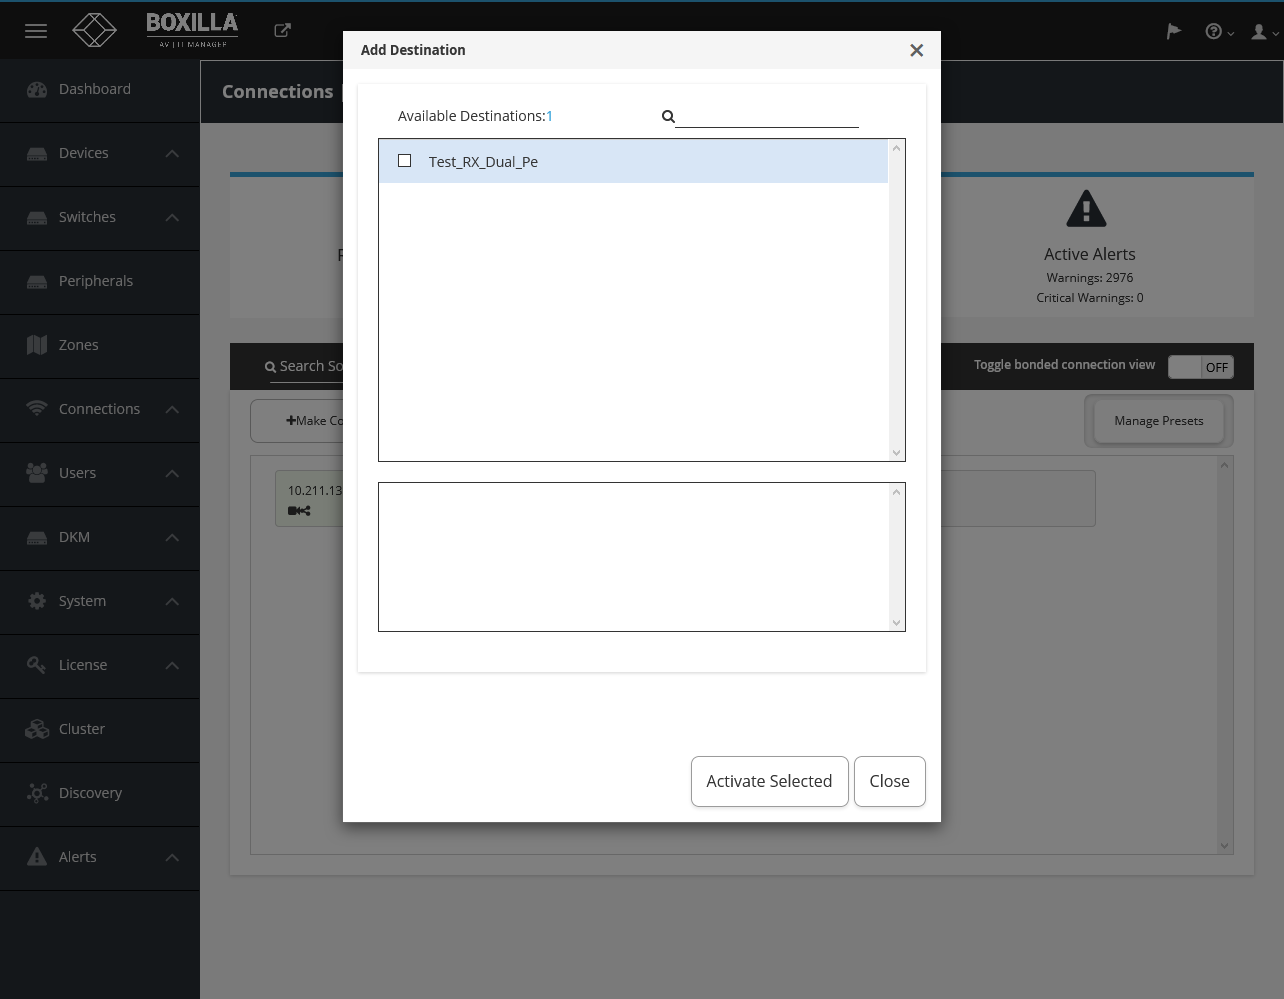 BOXILLA
AV | IT MANAGER
Add Destination
Dashboard
Devices
Switches
Peripherals
Zones
Connections
Users
DKM
System
License
Cluster
Discovery
Alerts
Connections
Available Destinations:1
Test_RX_Dual_Pe
Active Alerts
Warnings: 2976
Critical Warnings: 0
Search So
Toggle bonded connection view
OFF
Make Co
Manage Presets
10.211.13
Activate Selected
Close